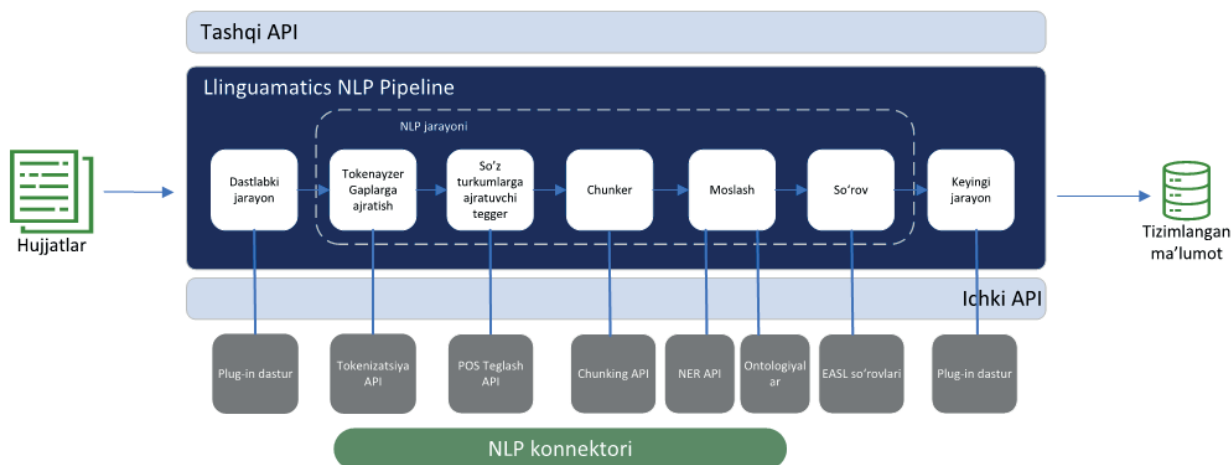 Tashqi API
Llinguamatics NLP Pipeline
NLP jarayoni
Hujjatlar
Dastlabki
jarayon
Tokenayzer
Gaplarga
ajratish
So’z
turkumlarga
ajratuvchi
tegger
Chunker
Moslash
So‘rov
Keyingi
jarayon
Tizimlangan
ma’lumot
Ichki API
Plug-in dastur
Tokenizatsiya
API
POS Teglash
API
Chunking API
NER API
Ontologiyal
ar
EASL so‘rovlari
Plug-in dastur
NLP konnektori